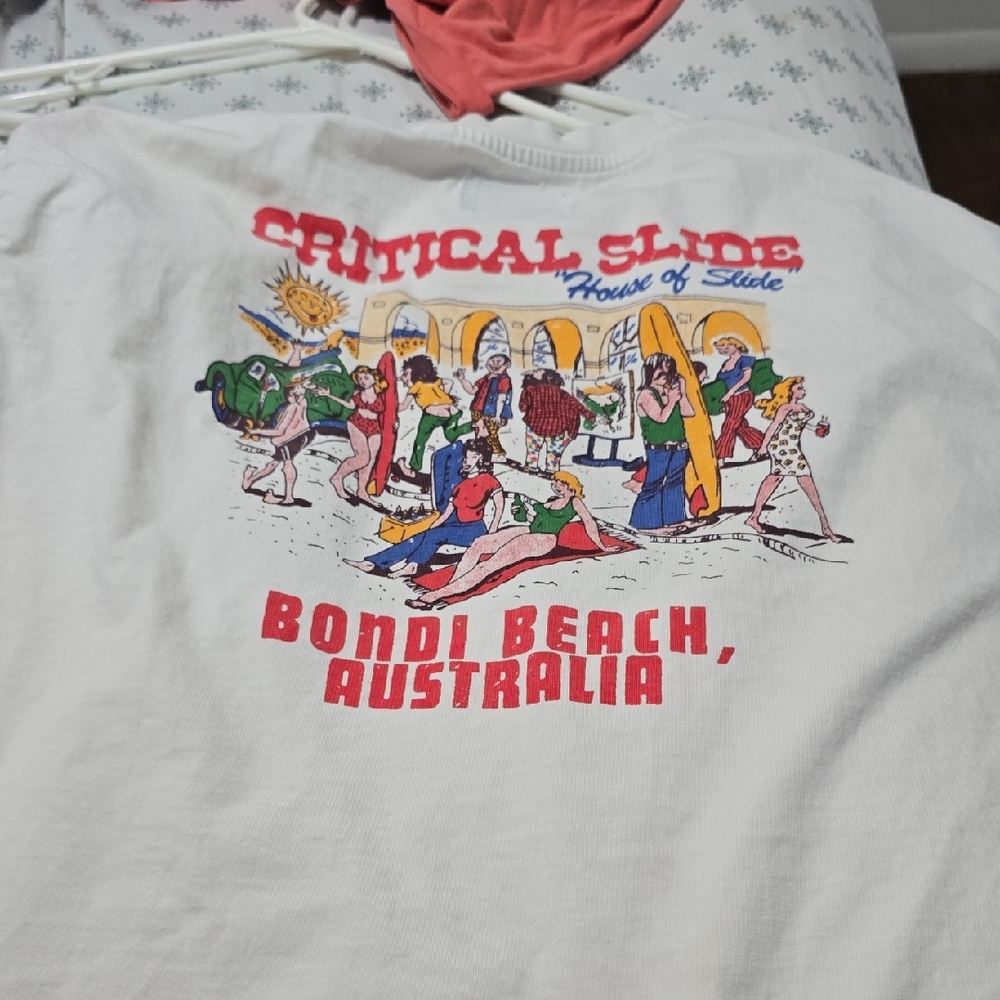 CRITICAL SLIDE
"House of Slide"
BONDI BEACH,
AUSTRALIA